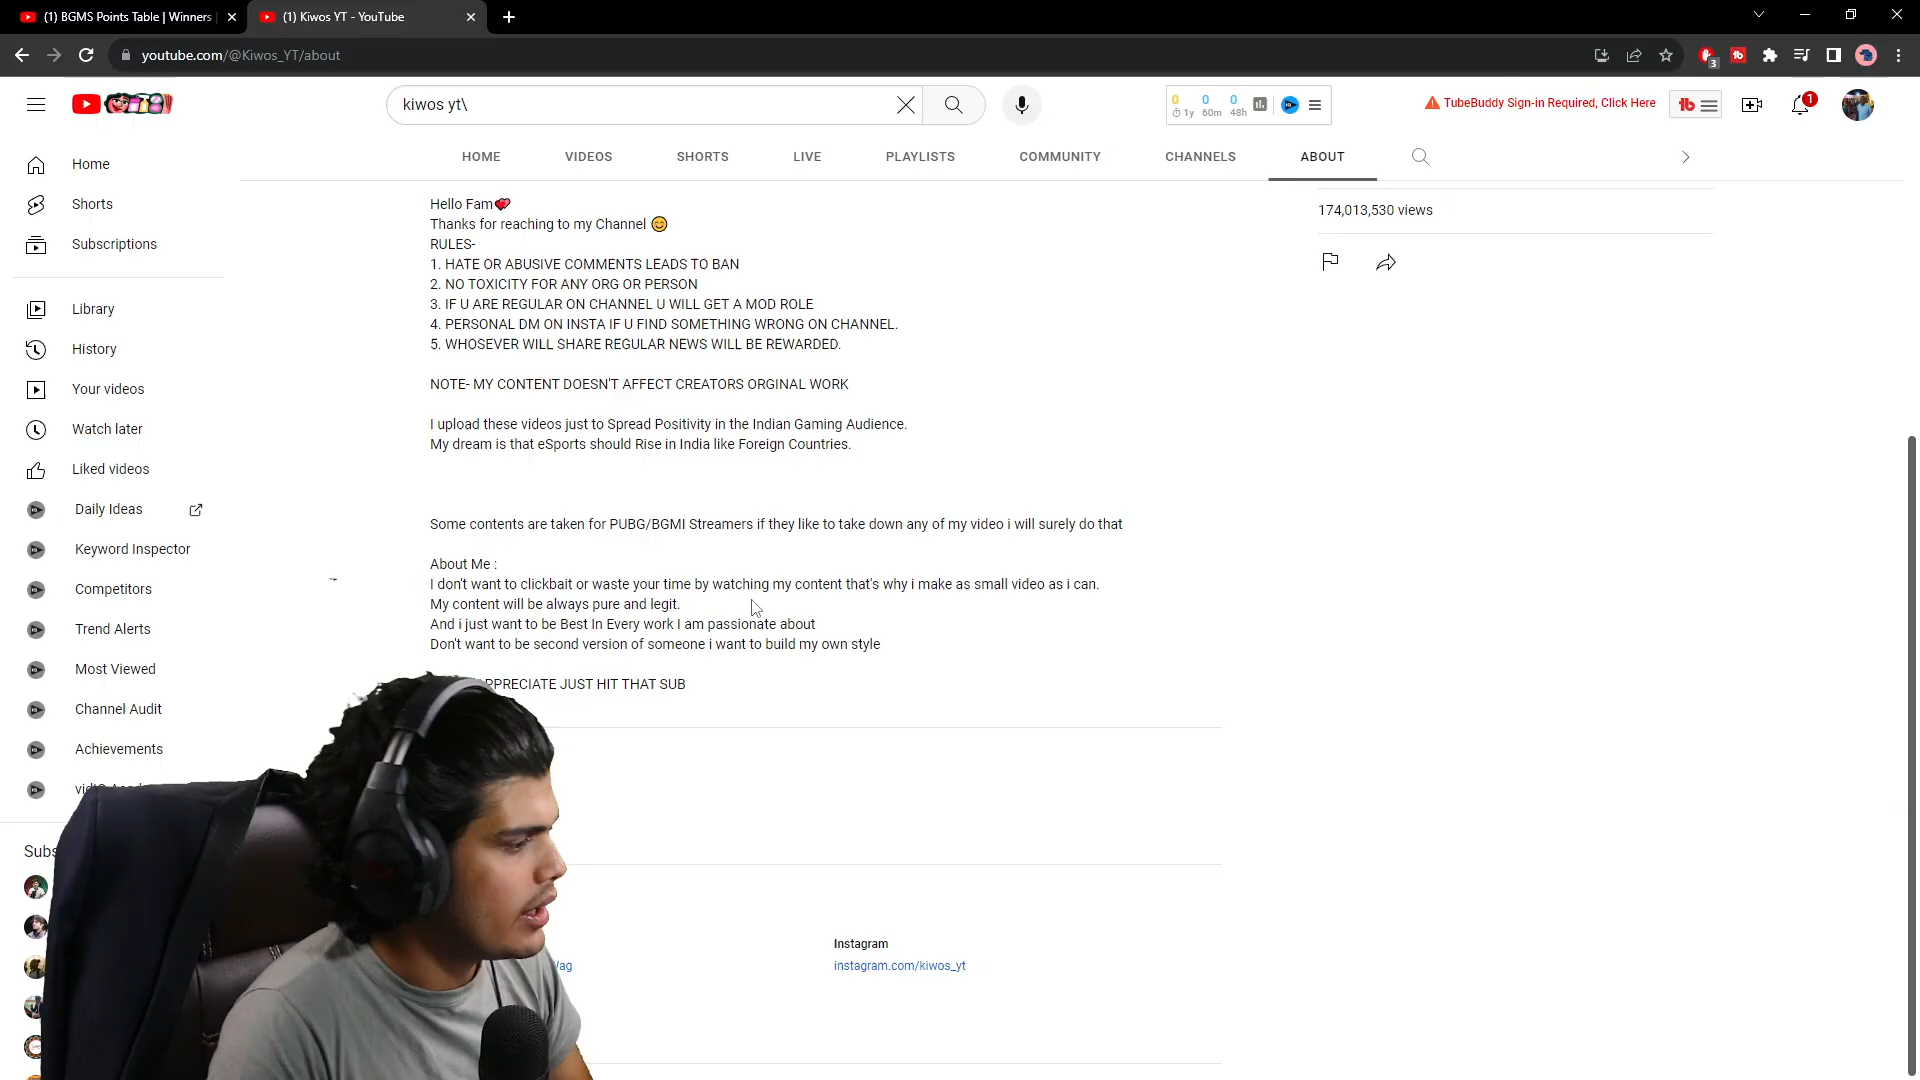 (1) BGMS Points Table | Winners
(1) Kiwos YT - YouTube
youtube.com/@Kiwos_YT/about
3
kiwos yt\
0 0 0
1y 60m 48h
TubeBuddy Sign-in Required, Click Here
tb
1
HOME VIDEOS SHORTS LIVE PLAYLISTS COMMUNITY CHANNELS ABOUT
Home
Shorts
Subscriptions
Library
History
Your videos
Watch later
Liked videos
Daily Ideas
Keyword Inspector
Competitors
Trend Alerts
Most Viewed
Channel Audit
Achievements
Subs
Hello Fam💕
Thanks for reaching to my Channel 😊
RULES-
1. HATE OR ABUSIVE COMMENTS LEADS TO BAN
2. NO TOXICITY FOR ANY ORG OR PERSON
3. IF U ARE REGULAR ON CHANNEL U WILL GET A MOD ROLE
4. PERSONAL DM ON INSTA IF U FIND SOMETHING WRONG ON CHANNEL.
5. WHOSEVER WILL SHARE REGULAR NEWS WILL BE REWARDED.
NOTE- MY CONTENT DOESN'T AFFECT CREATORS ORGINAL WORK
I upload these videos just to Spread Positivity in the Indian Gaming Audience.
My dream is that eSports should Rise in India like Foreign Countries.
Some contents are taken for PUBG/BGMI Streamers if they like to take down any of my video i will surely do that
About Me :
I don't want to clickbait or waste your time by watching my content that's why i make as small video as i can.
My content will be always pure and legit.
And i just want to be Best In Every work I am passionate about
Don't want to be second version of someone i want to build my own style
PPRECIATE JUST HIT THAT SUB
/ag
Instagram
instagram.com/kiwos_yt
174,013,530 views